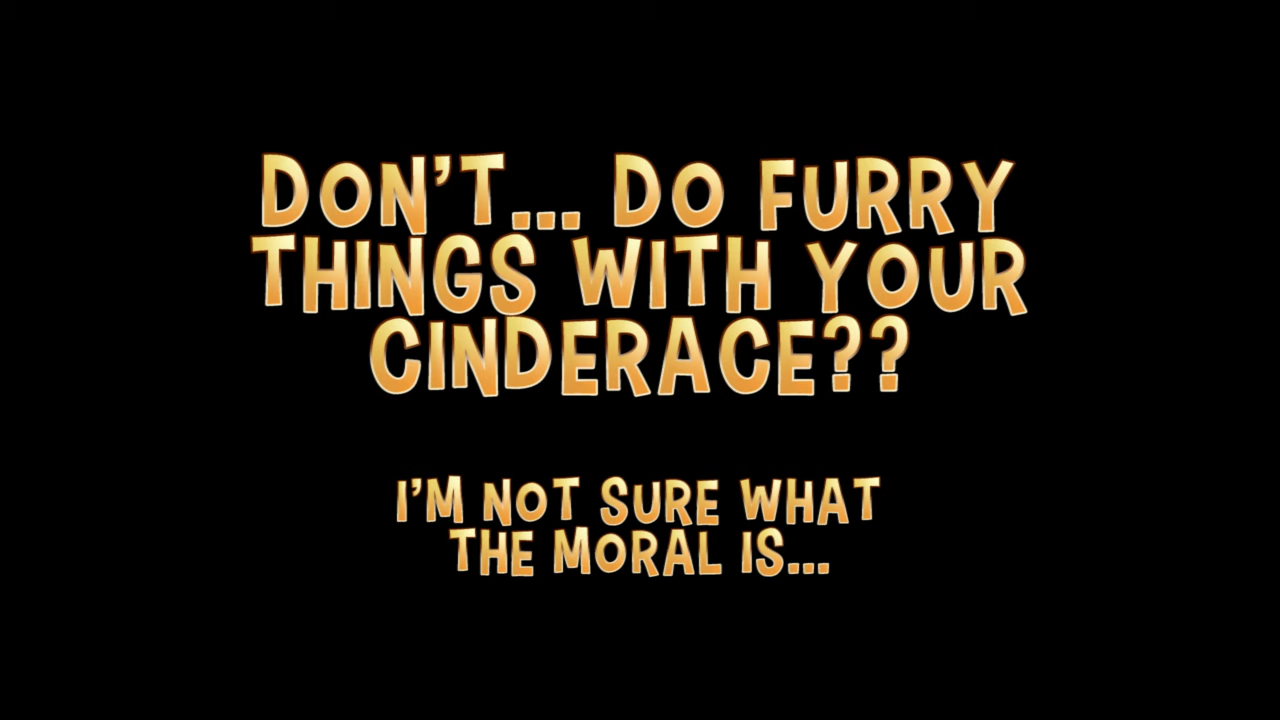 DON'T... DO FURRY
THINGS WITH YOUR
CINDERACE??
I'M NOT SURE WHAT
THE MORAL IS...